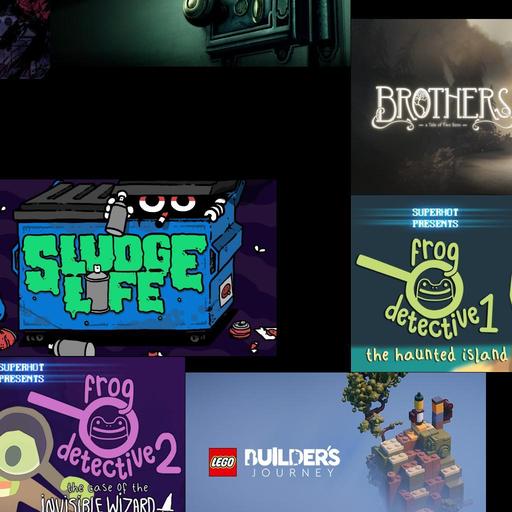 BROTHERS
a Tale of Two Sons
SLUDGE
LIFE
SUPERHOT
PRESENTS
frog
detective 1
the haunted island
SUPERHOT
PRESENTS
frog
detective 2
the case of the
INVISIBLE WIZARD
LEGO
BUILDER'S
JOURNEY